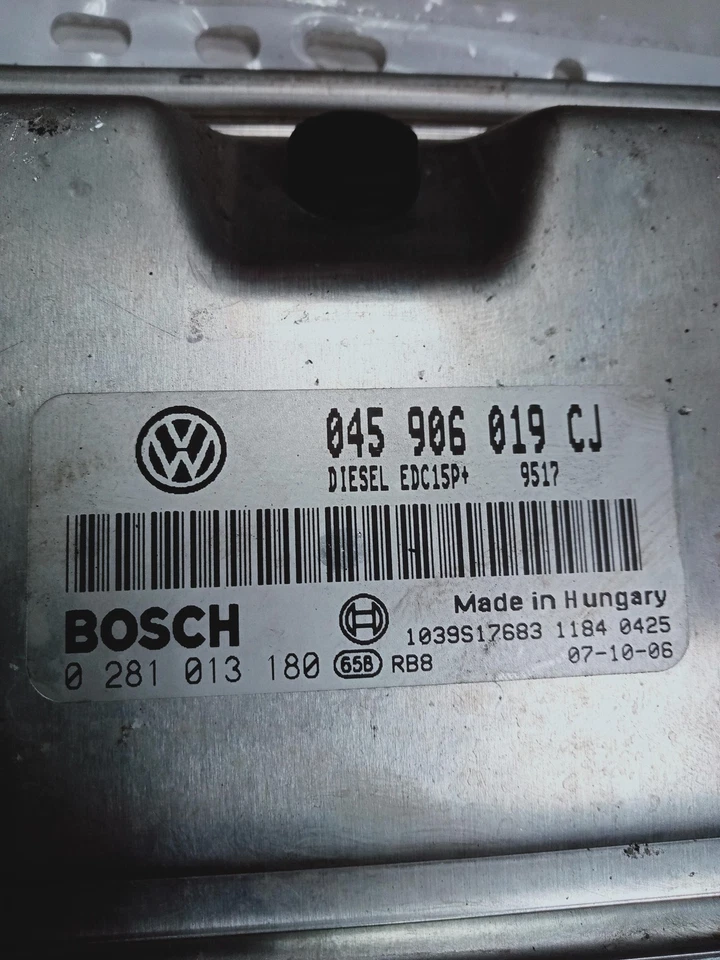 045 906 019 CJ
DIESEL EDC15P+ 9517
BOSCH
Made in Hungary
1039S17683 1184 0425
0 281 013 180 65B RB8
07-10-06